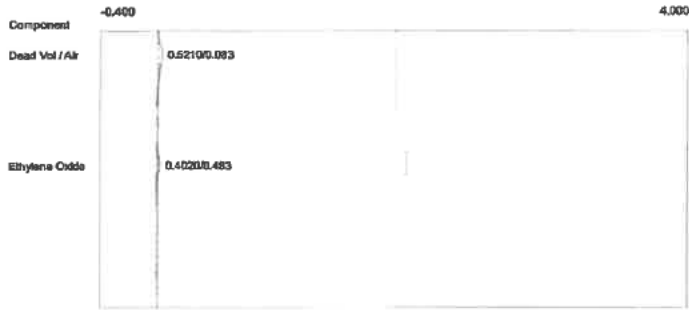 -0.400 4.000
Component
Dead Vol / Air 0.5210/0.083
Ethylene Oxide 0.4020/0.483